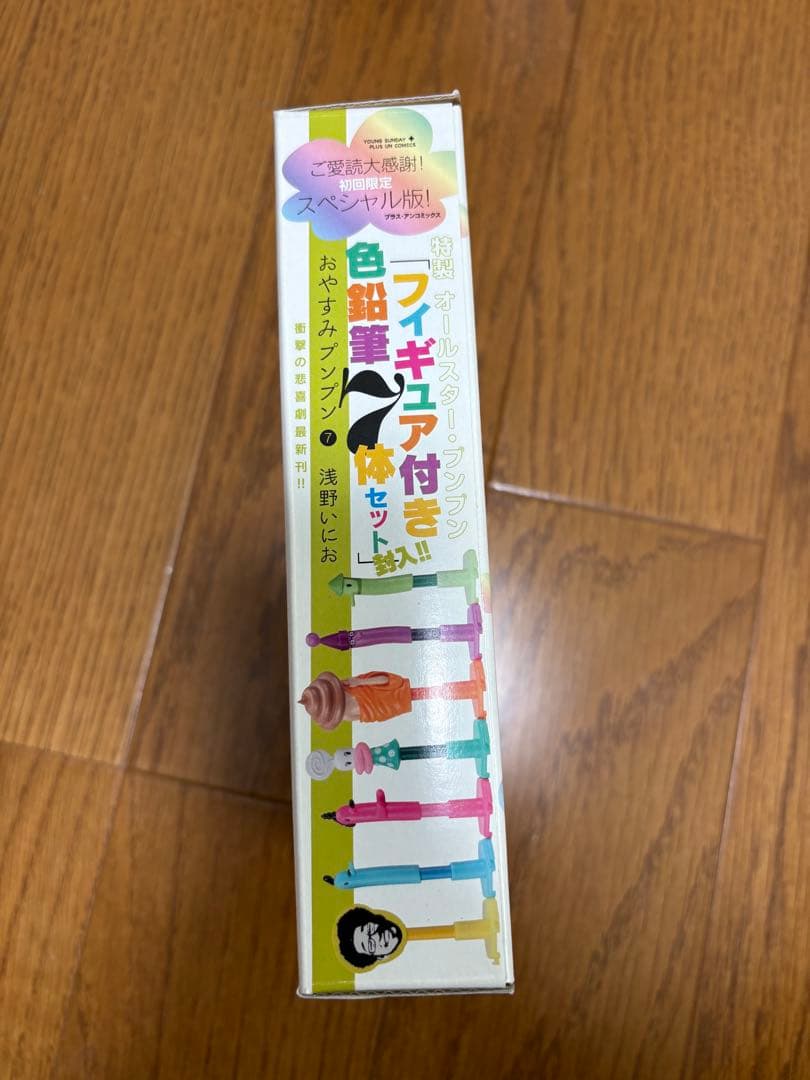 YOUNG SUNDAY +
PLUS UN COMICS
ご愛読大感謝!
初回限定
スペシャル版!
プラス・アンコミックス
特製 オールスター・プンプン
「フィギュア付き
色鉛筆7体セット」
封入!!
おやすみプンプン 7 浅野いにお
衝撃の悲喜劇最新刊!!